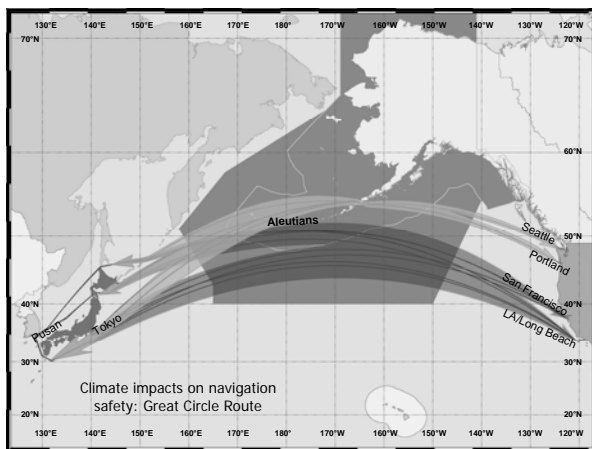 130°E 140°E 150°E 160°E 170°E 180° 170°W 160°W 150°W 140°W 130°W 120°W
70°N 70°N
60°N 60°N
Aleutians
Seattle
50°N 50°N
Portland
San Francisco
40°N 40°N
Pusan
Tokyo
LA/Long Beach
30°N 30°N
Climate impacts on navigation
safety: Great Circle Route
20°N 20°N
130°E 140°E 150°E 160°E 170°E 180° 170°W 160°W 150°W 140°W 130°W 120°W